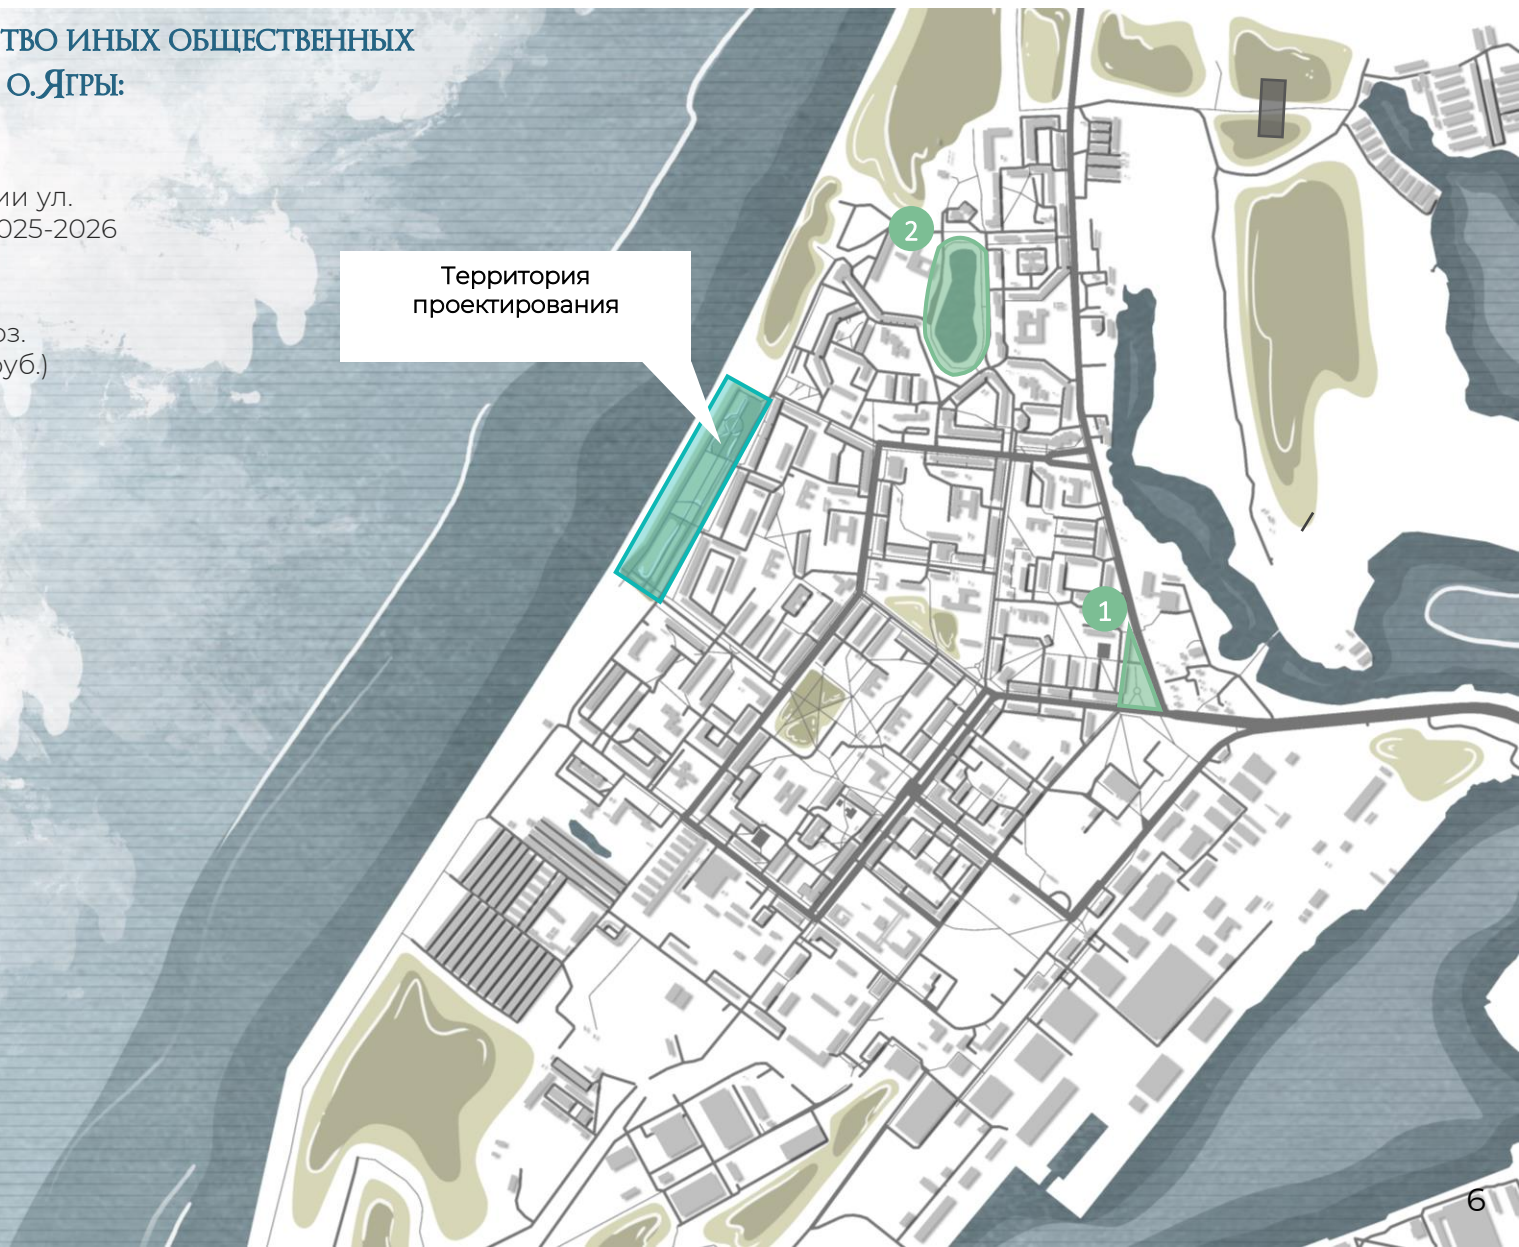 ТВО ИНЫХ ОБЩЕСТВЕННЫХ
О.ЯГРЫ:
ии ул.
025-2026
оз.
руб.)
Территория
проектирования
2
1
6